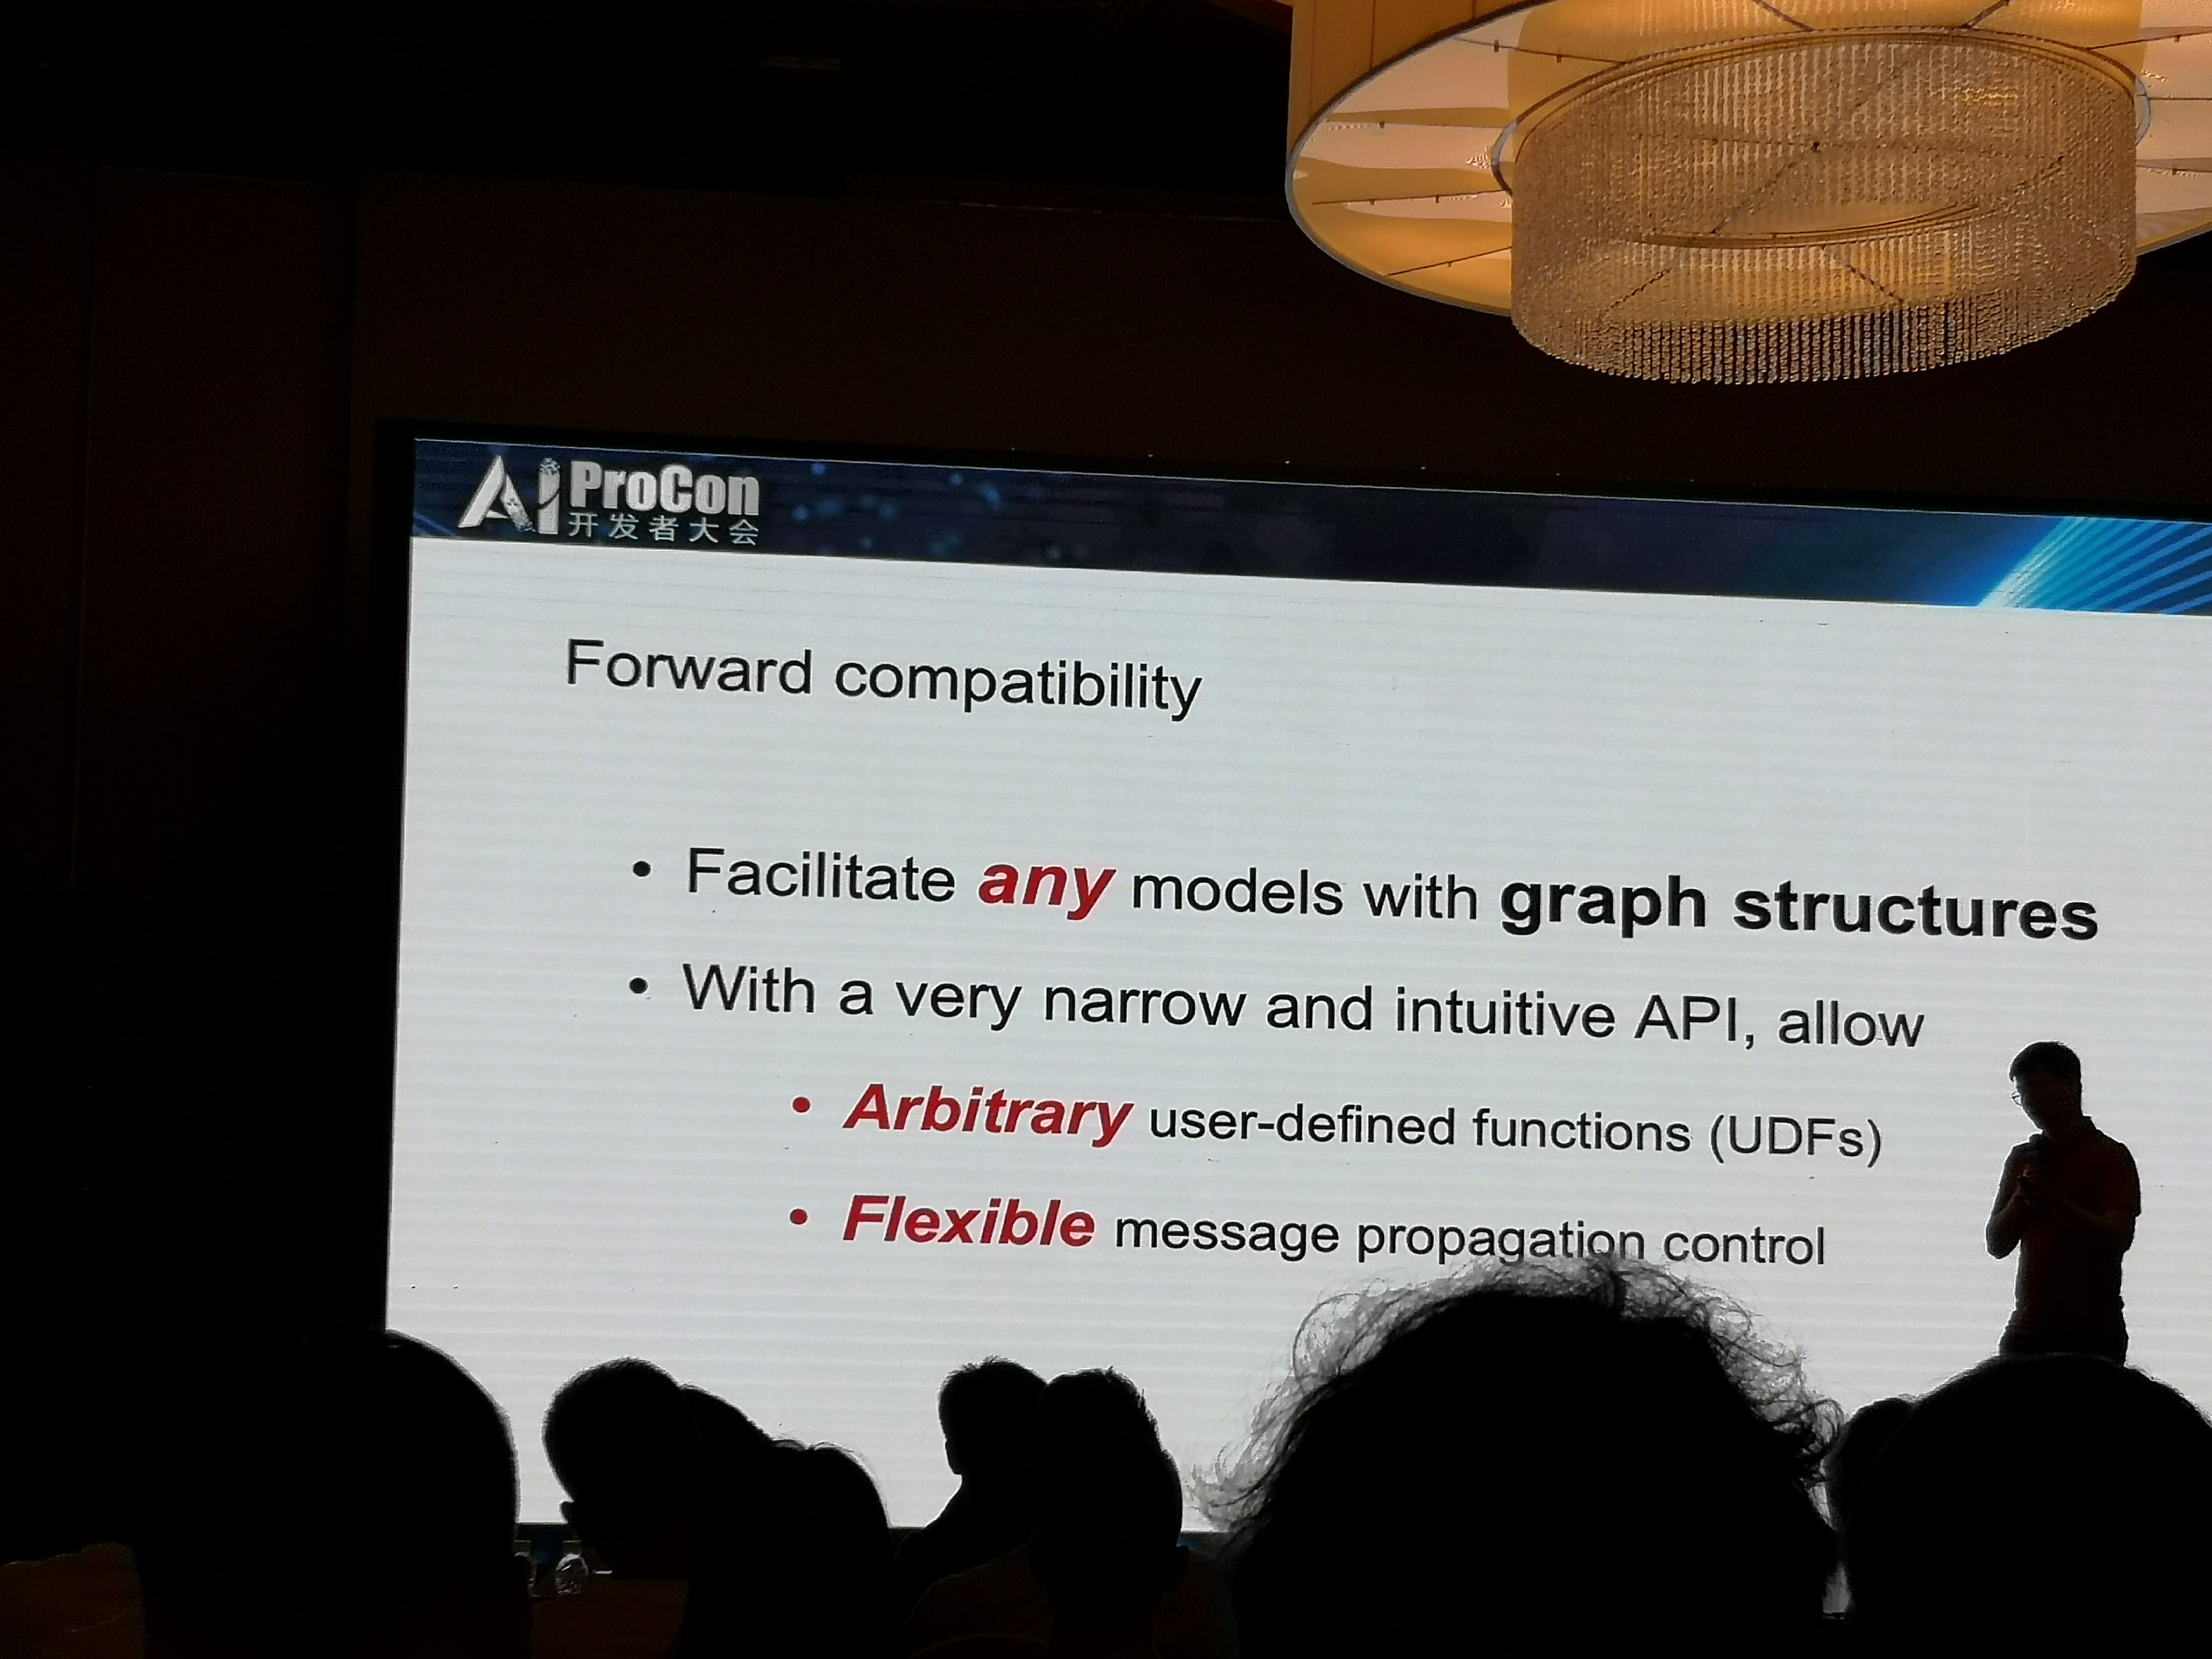 Ai ProCon
开发者大会
Forward compatibility
• Facilitate any models with graph structures
• With a very narrow and intuitive API, allow
• Arbitrary user-defined functions (UDFs)
• Flexible message propagation control